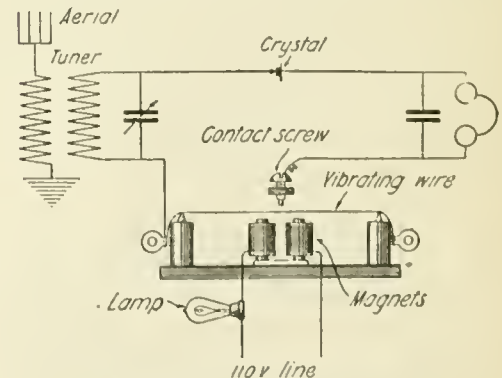 Aerial
Tuner
Crystal
Contact screw
Vibrating wire
Magnets
Lamp
110 v line